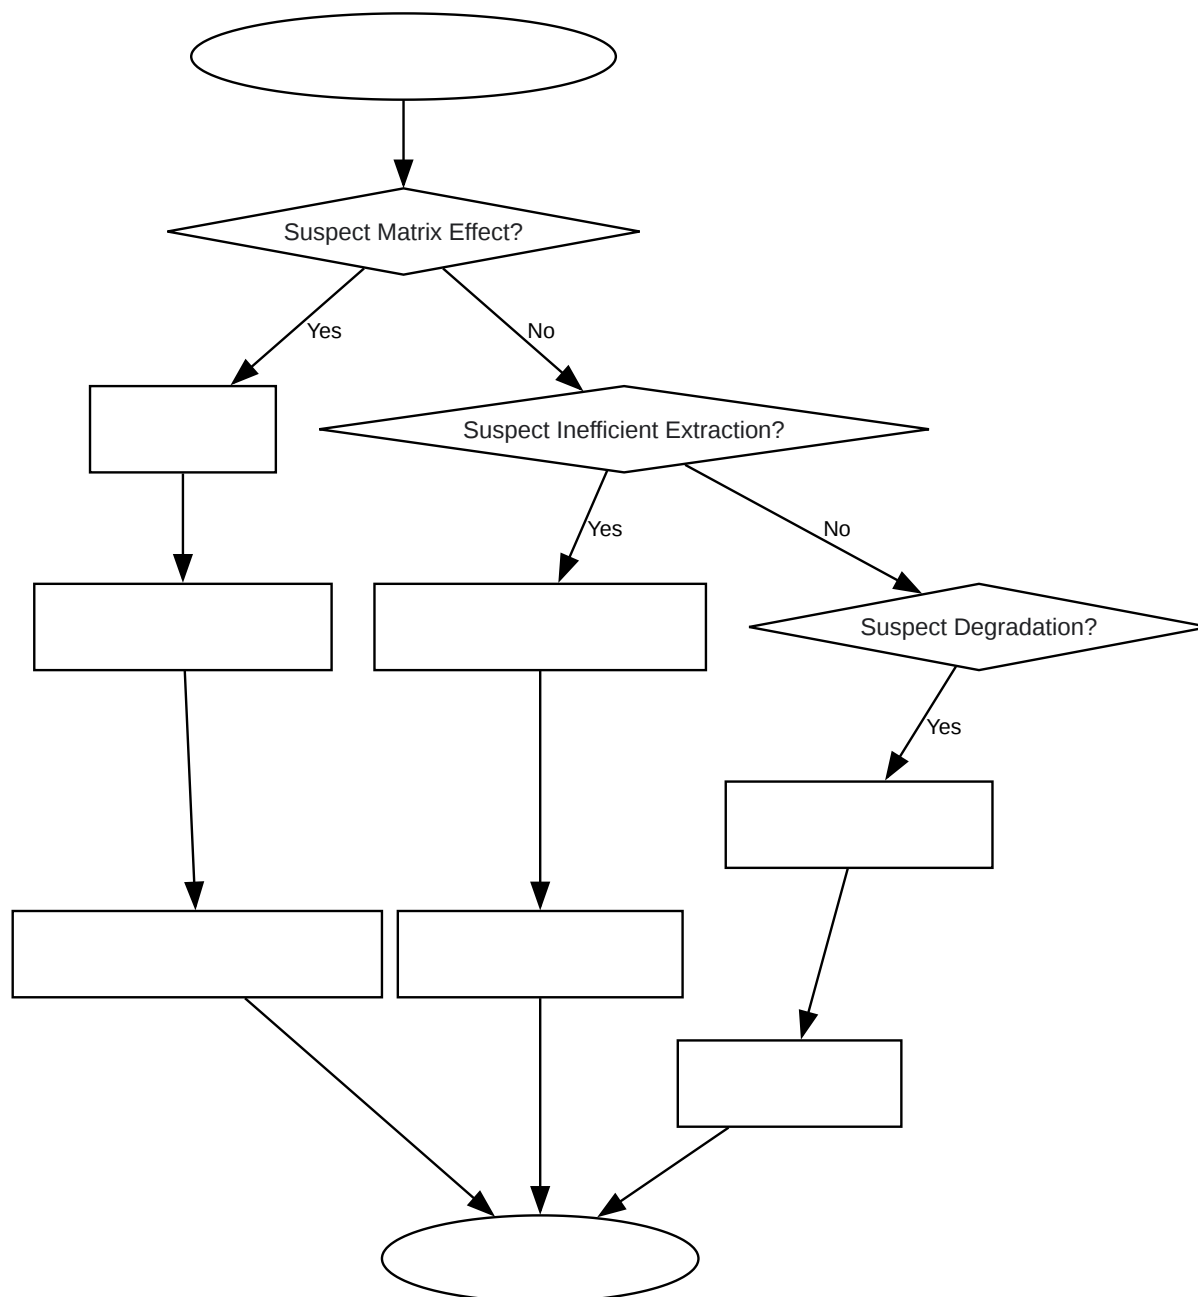 Suspect Matrix Effect?
Yes
No
Suspect Inefficient Extraction?
Yes
No
Suspect Degradation?
Yes